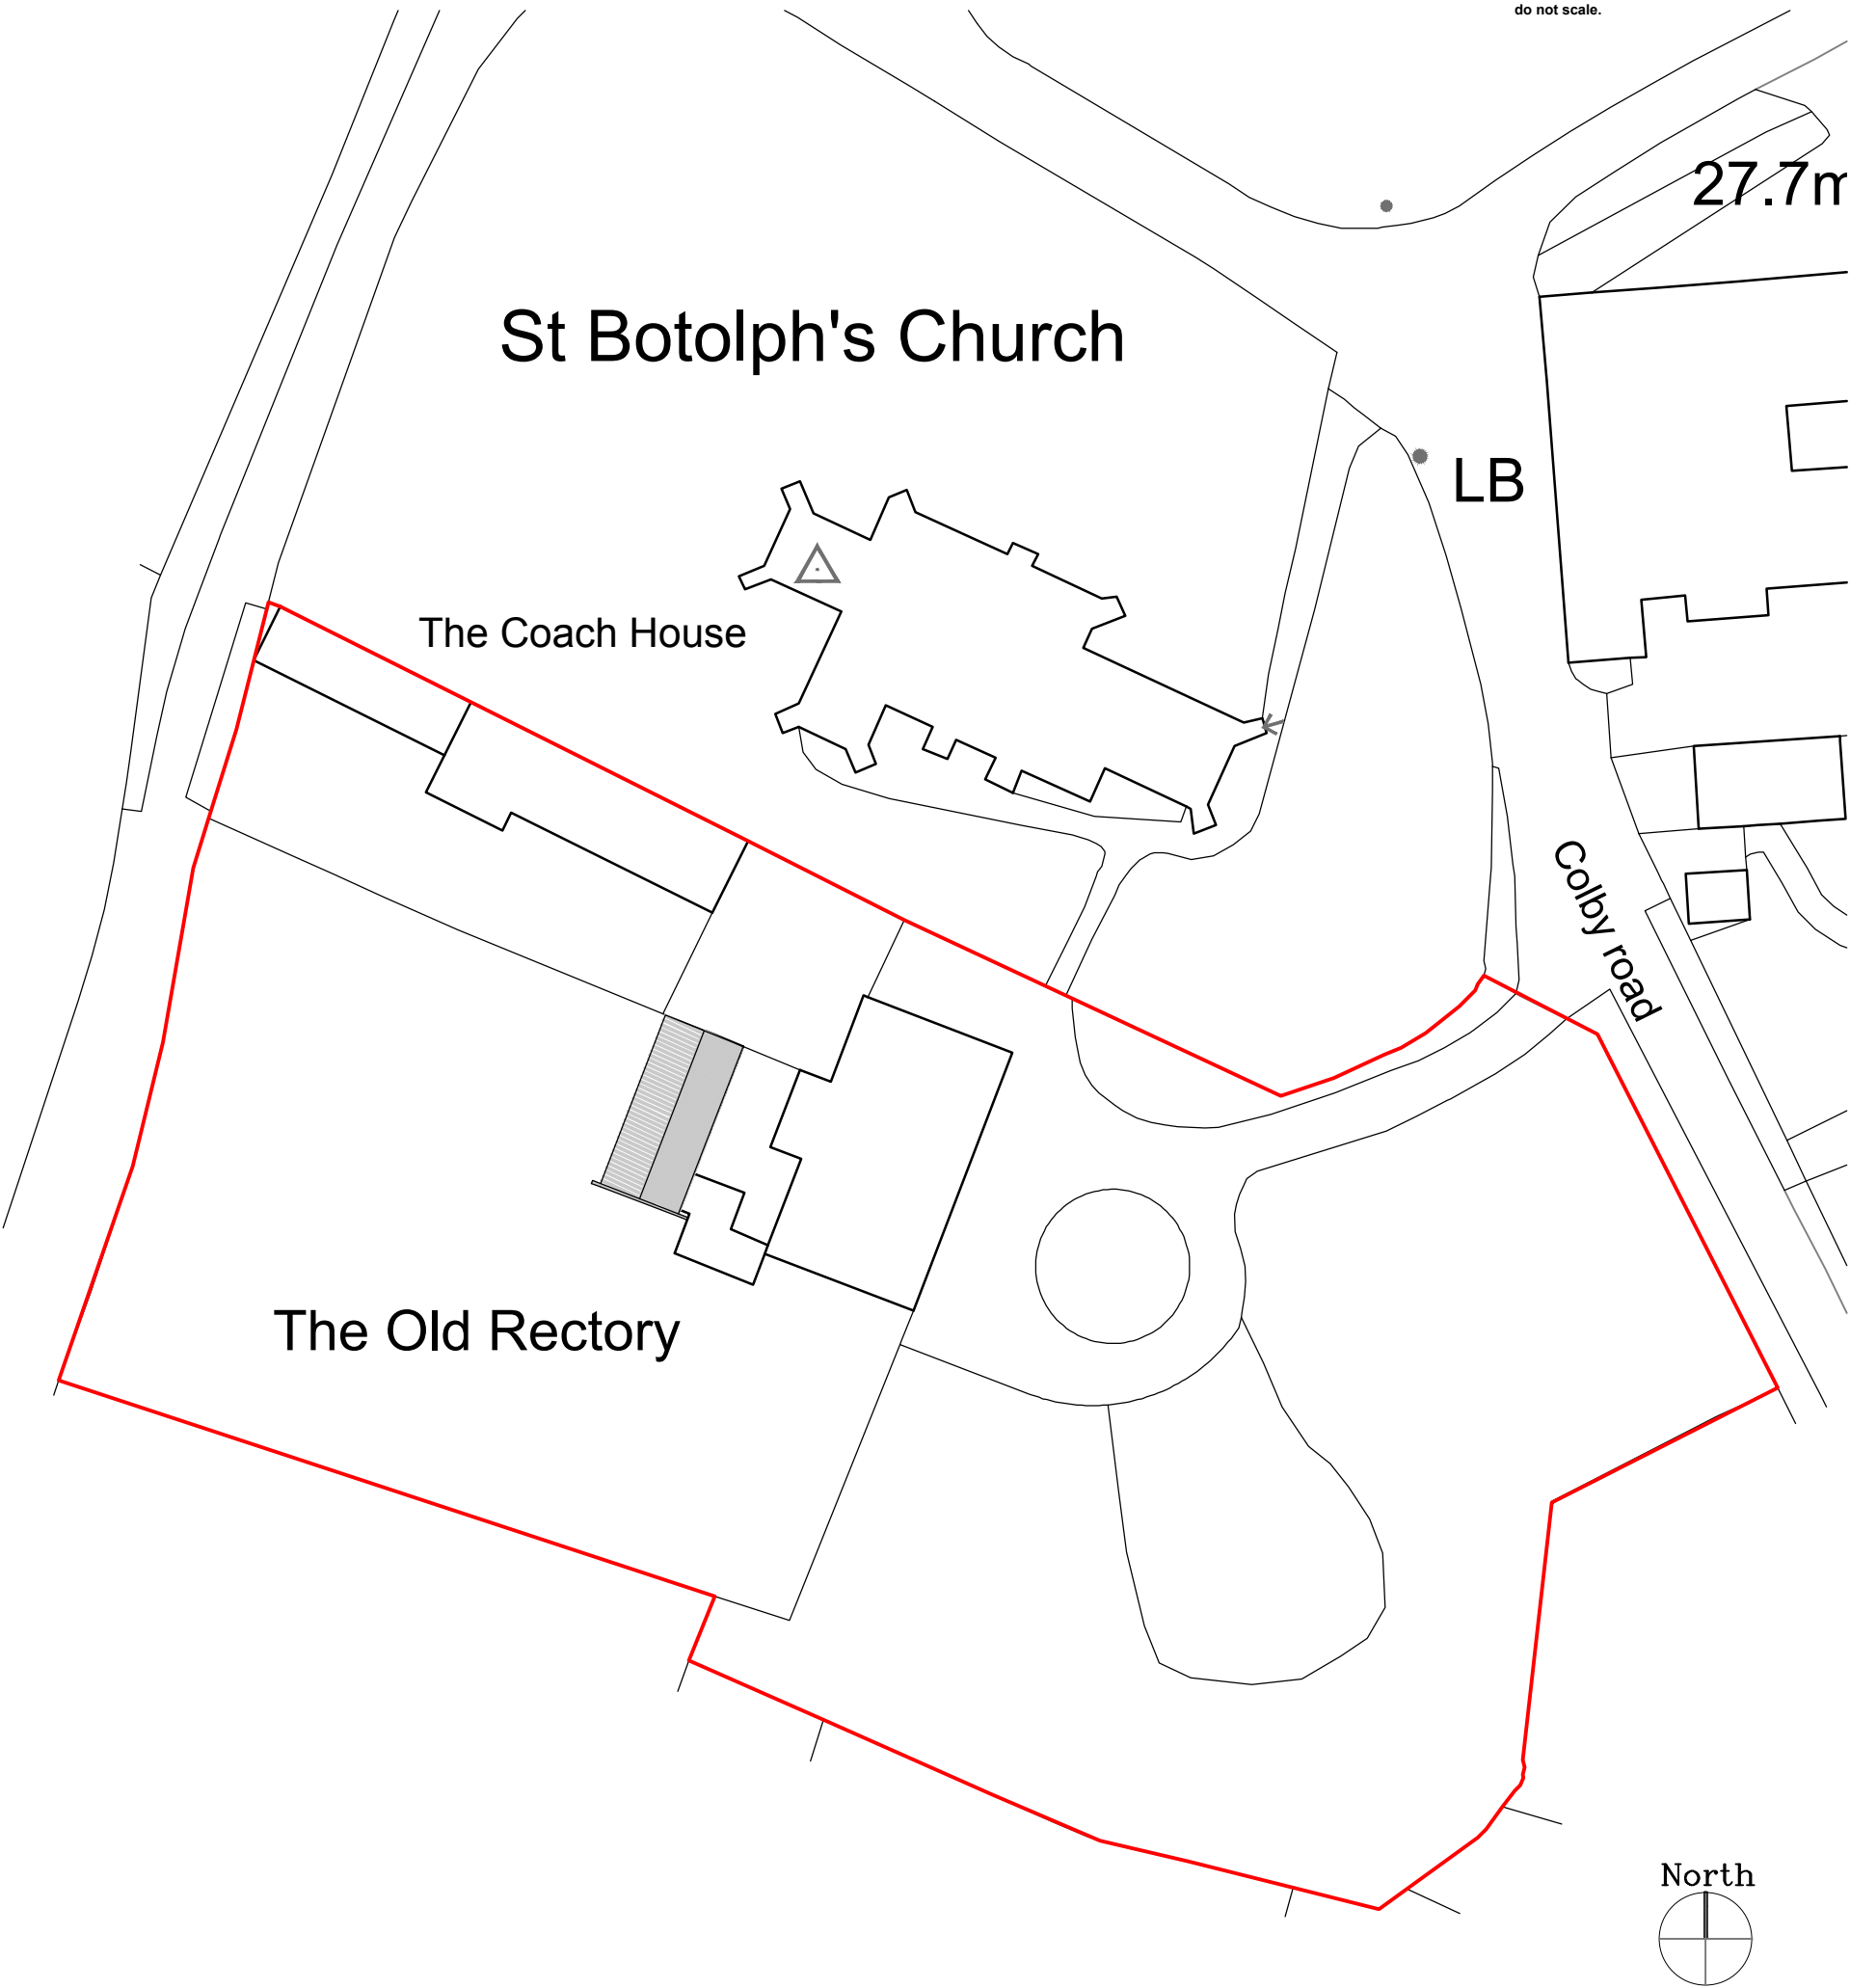 do not scale.
27.7m
St Botolph's Church
LB
The Coach House
Colby road
The Old Rectory
North